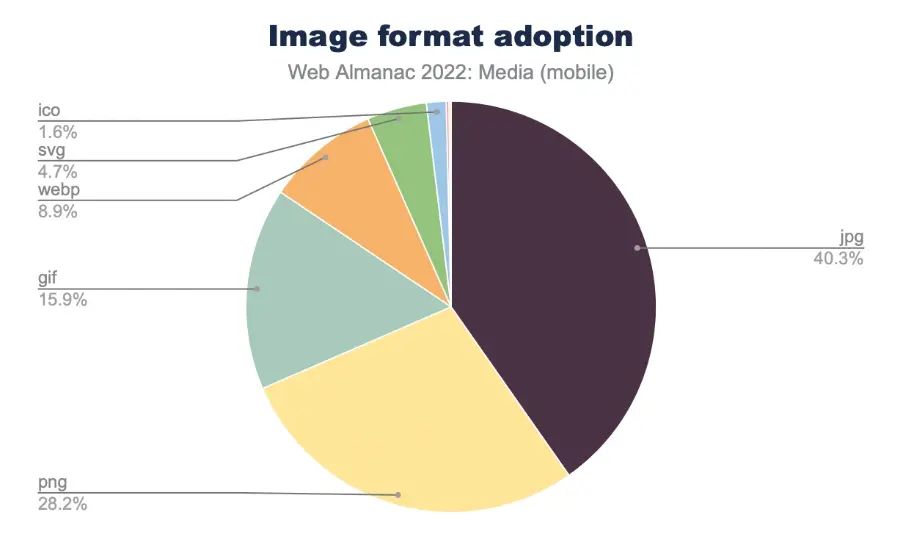 Image format adoption
Web Almanac 2022: Media (mobile)
ico
1.6%
svg
4.7%
webp
8.9%
gif
15.9%
png
28.2%
jpg
40.3%